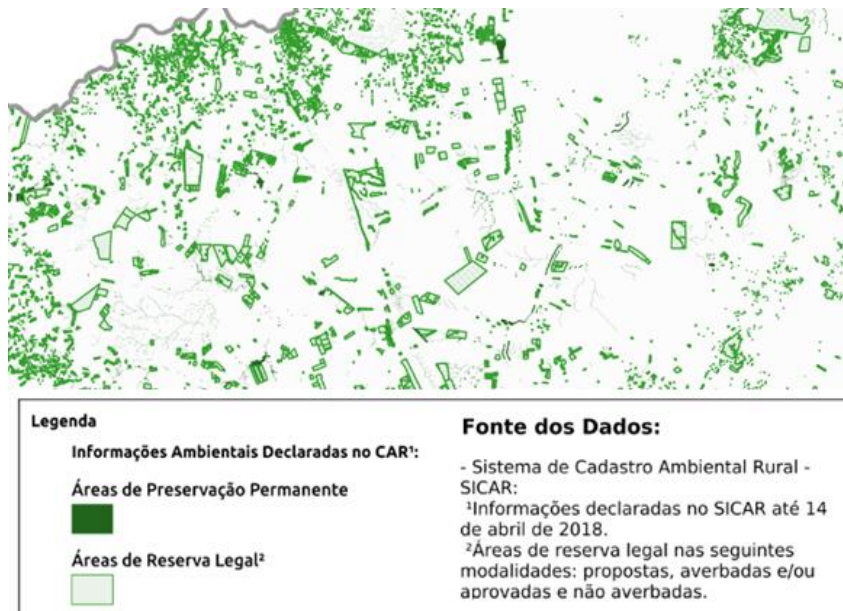 Legenda
Informações Ambientais Declaradas no CAR¹:
Áreas de Preservação Permanente
Áreas de Reserva Legal²
Fonte dos Dados:
- Sistema de Cadastro Ambiental Rural -
SICAR:
¹Informações declaradas no SICAR até 14
de abril de 2018.
²Áreas de reserva legal nas seguintes
modalidades: propostas, averbadas e/ou
aprovadas e não averbadas.